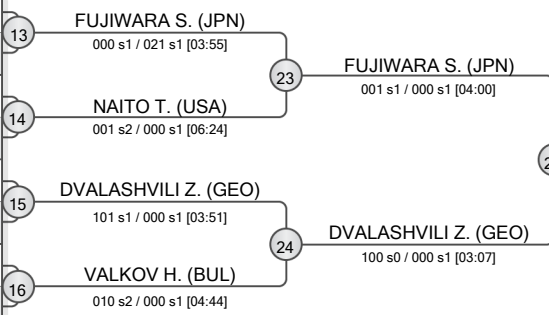 FUJIWARA S. (JPN)
13
000 s1 / 021 s1 [03:55]
23
FUJIWARA S. (JPN)
001 s1 / 000 s1 [04:00]
NAITO T. (USA)
14
001 s2 / 000 s1 [06:24]
DVALASHVILI Z. (GEO)
15
101 s1 / 000 s1 [03:51]
24
DVALASHVILI Z. (GEO)
100 s0 / 000 s1 [03:07]
VALKOV H. (BUL)
16
010 s2 / 000 s1 [04:44]